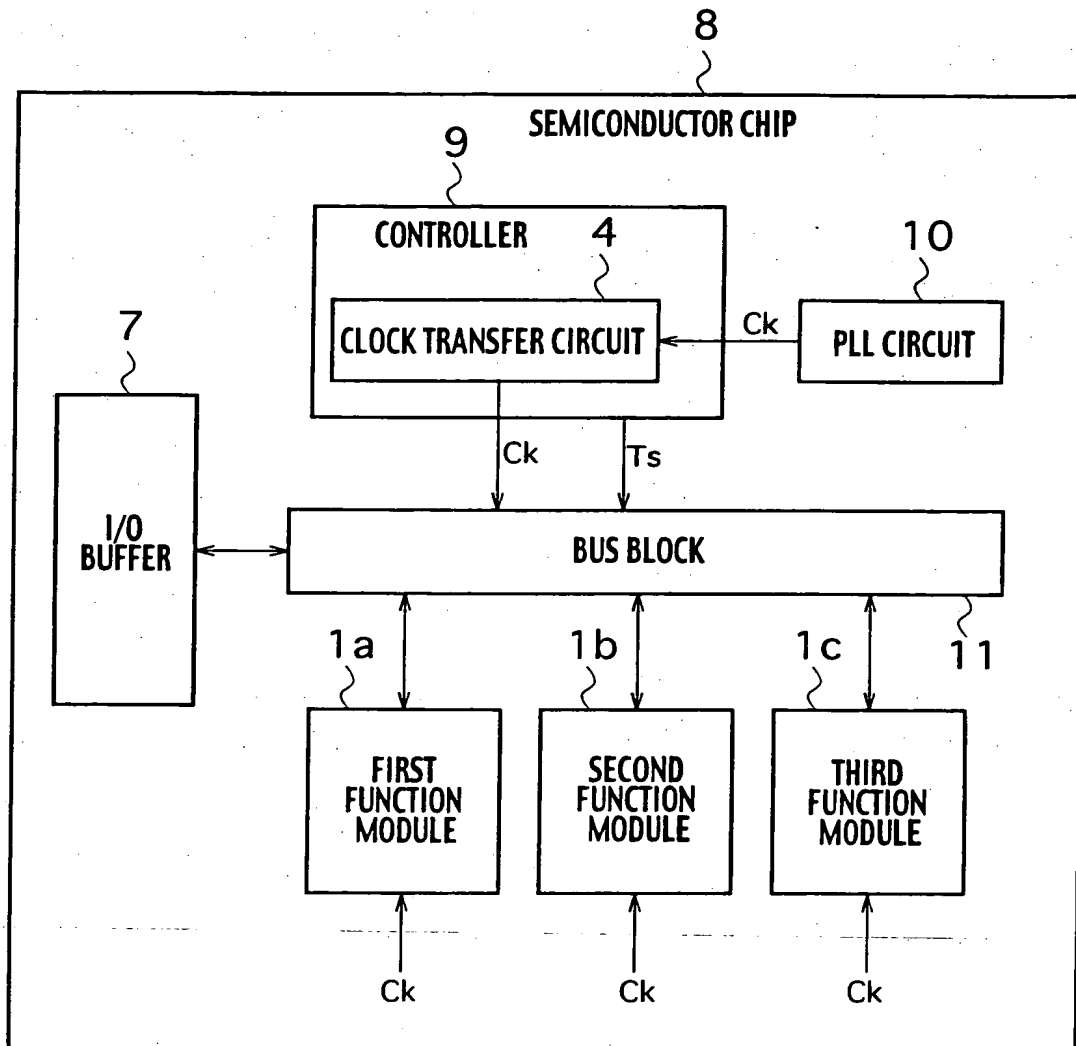 8
SEMICONDUCTOR CHIP
9
CONTROLLER
4
10
CLOCK TRANSFER CIRCUIT
Ck
PLL CIRCUIT
7
Ck
Ts
I/O
BUFFER
BUS BLOCK
11
1a
1b
1c
FIRST
FUNCTION
MODULE
SECOND
FUNCTION
MODULE
THIRD
FUNCTION
MODULE
Ck
Ck
Ck